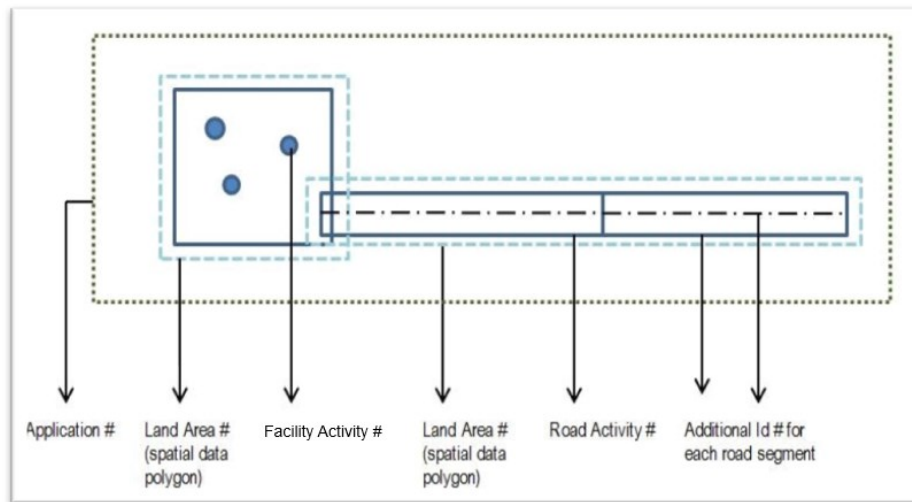 Application #
Land Area #
(spatial data
polygon)
Facility Activity #
Land Area #
(spatial data
polygon)
Road Activity #
Additional Id # for
each road segment